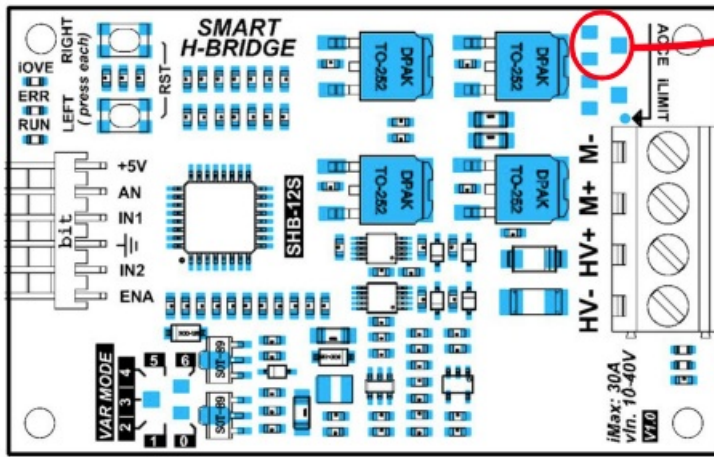 SMART
H-BRIDGE
RIGHT
LEFT
( press each)
RST
iOVE
ERR
RUN
DPAK
TO-252
DPAK
TO-252
DPAK
TO-252
DPAK
TO-252
ACCE
iLIMIT
+5V
AN
IN1
IN2
ENA
bit
SHB-12S
M-
M+
HV+
HV-
VAR MODE
2 3 4
5 6
1 0
SOT-89
SOT-89
iMax: 30A
vIn. 10-40V
V1.0